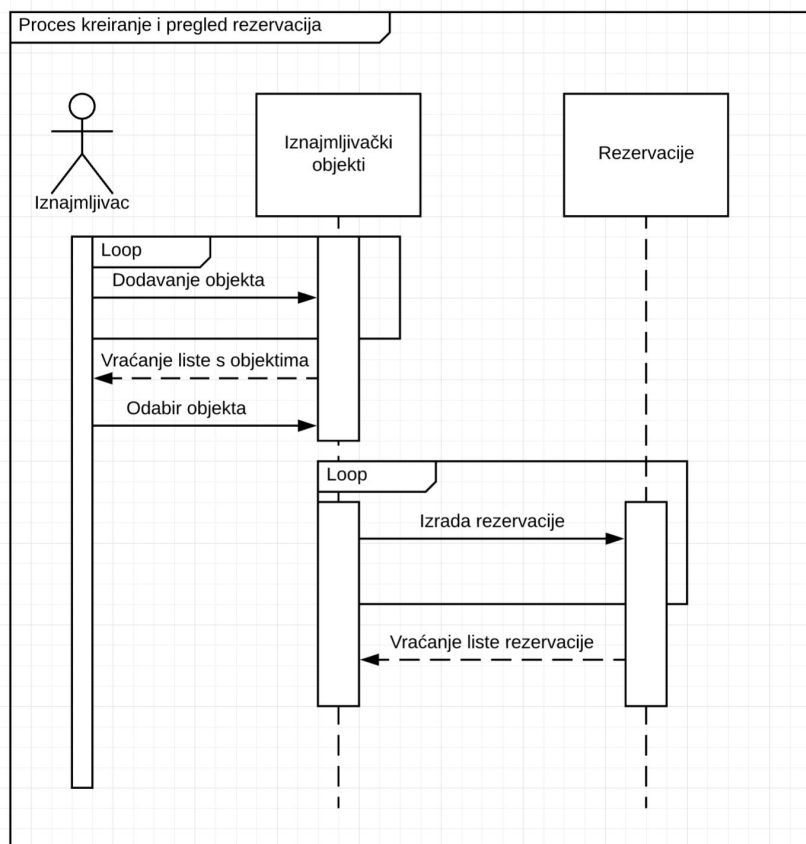 Proces kreiranje i pregled rezervacija
Iznajmljivac
Iznajmljivački
objekti
Rezervacije
Loop
Dodavanje objekta
Vraćanje liste s objektima
Odabir objekta
Loop
Izrada rezervacije
Vraćanje liste rezervacije